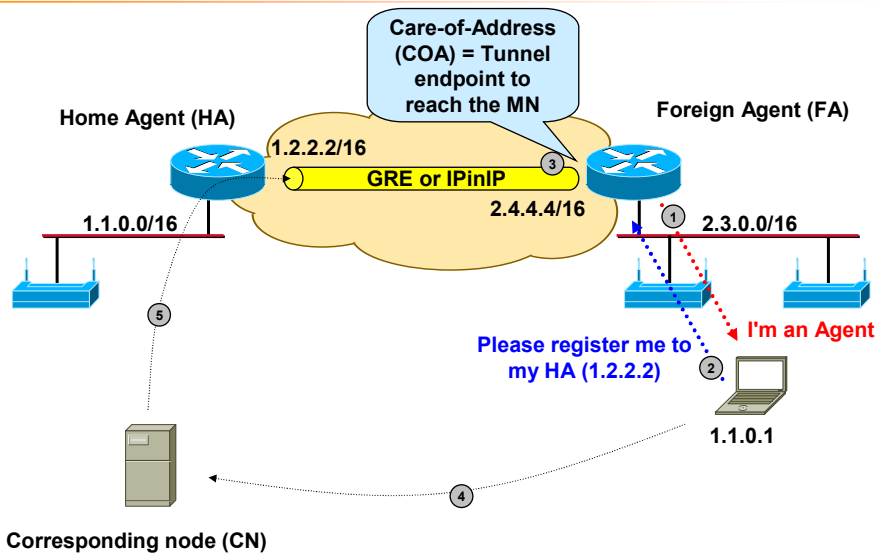 Care-of-Address
(COA) = Tunnel
endpoint to
reach the MN
Home Agent (HA)
Foreign Agent (FA)
1.2.2.2/16
3
GRE or IPinIP
2.4.4.4/16
1.1.0.0/16
1
2.3.0.0/16
5
I'm an Agent
Please register me to
my HA (1.2.2.2)
2
1.1.0.1
4
Corresponding node (CN)